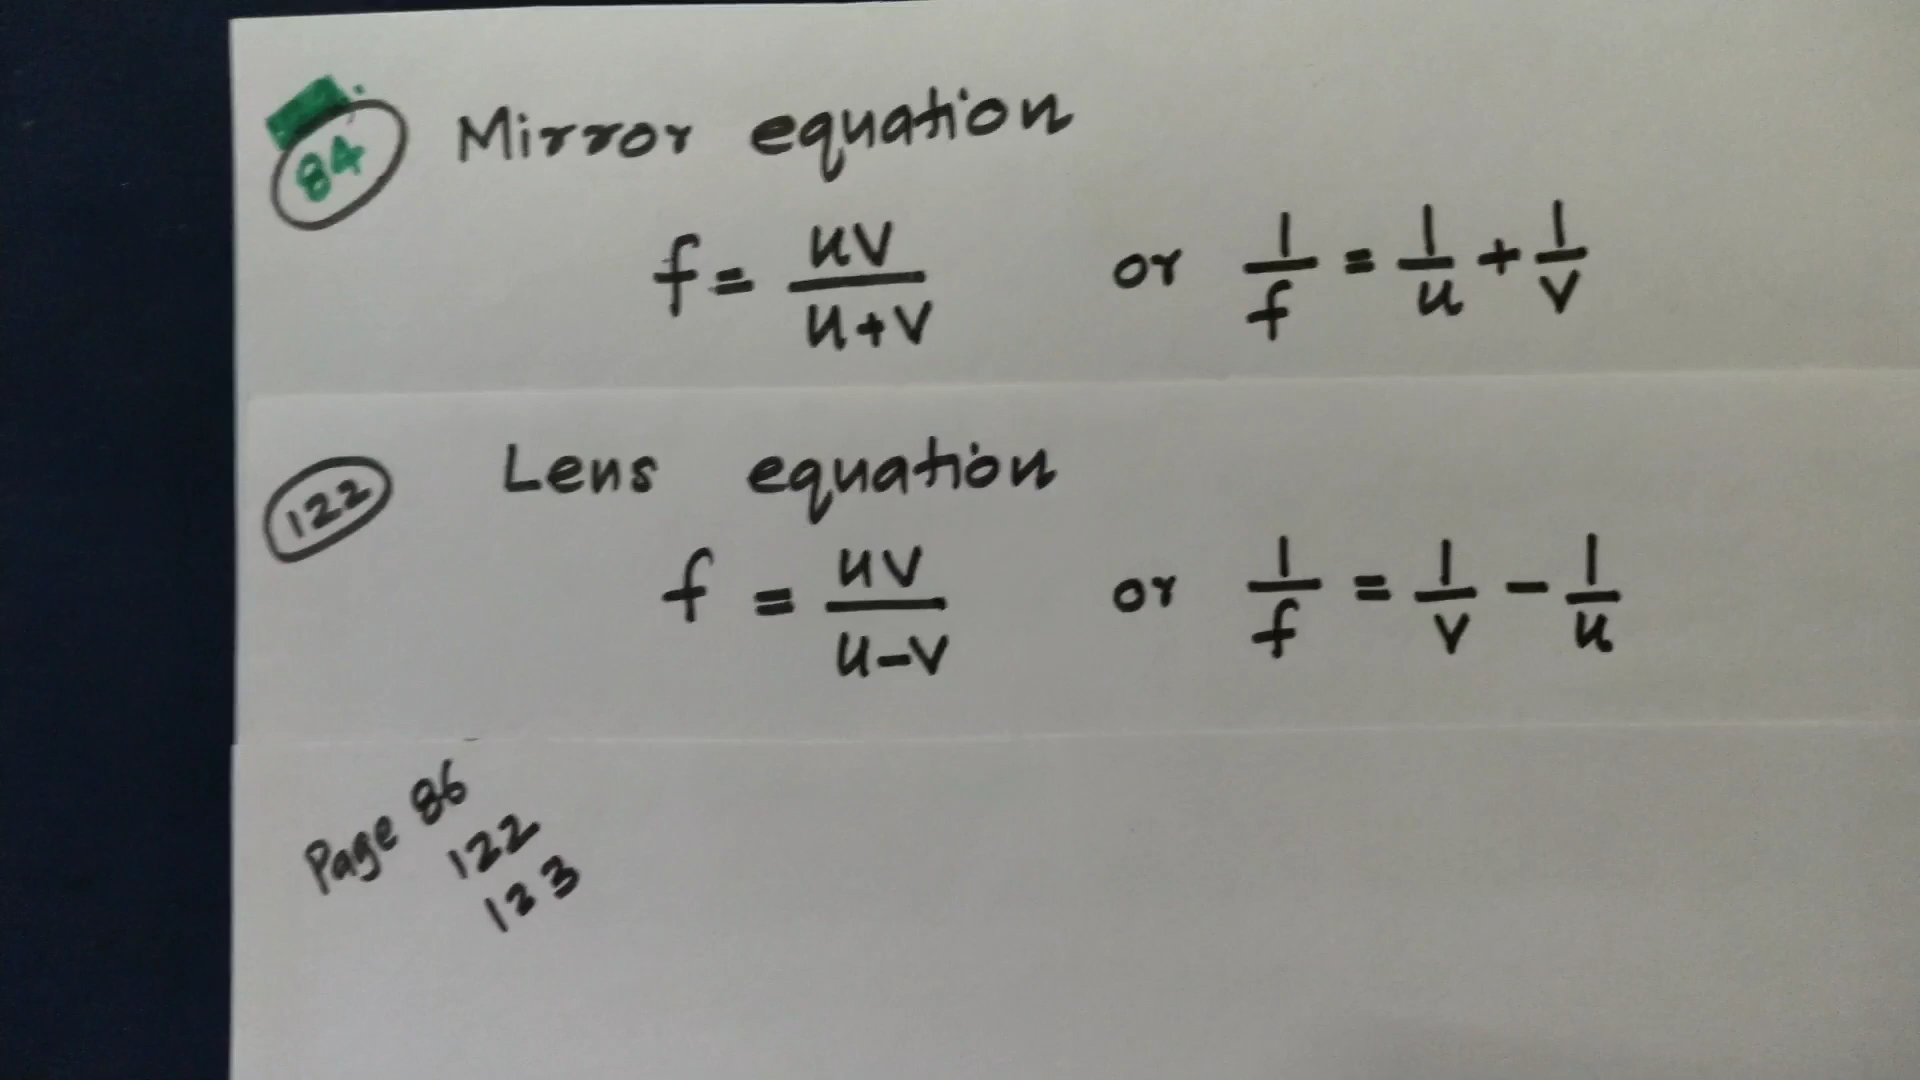 84 Mirror equation
f = uv/u+v or 1/f = 1/u + 1/v
122 Lens equation
f = uv/u-v or 1/f = 1/v - 1/u
Page 86
122
123